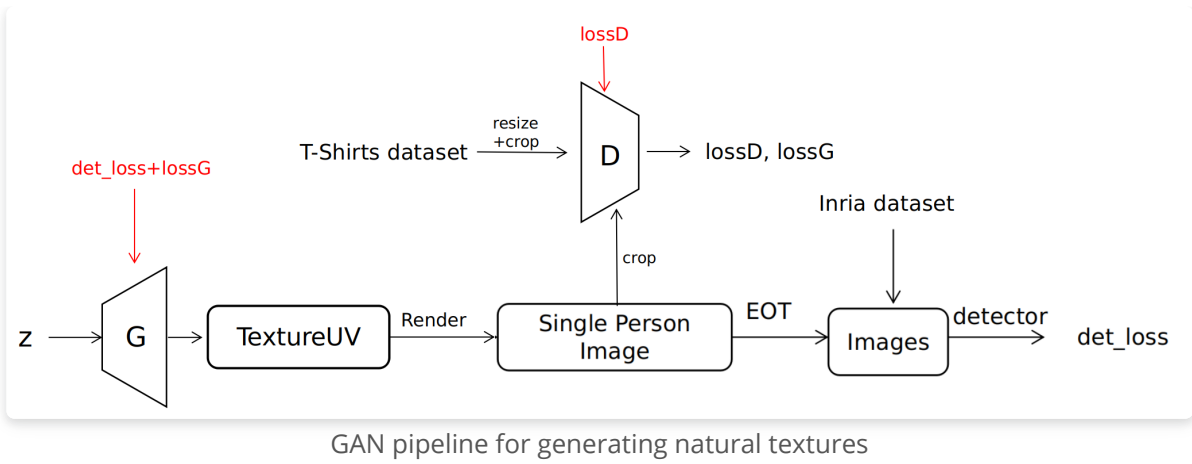 lossD
resize
+crop
T-Shirts dataset
D
lossD, lossG
det_loss+lossG
Inria dataset
crop
z
G
TextureUV
Render
Single Person
Image
EOT
Images
detector
det_loss
GAN pipeline for generating natural textures